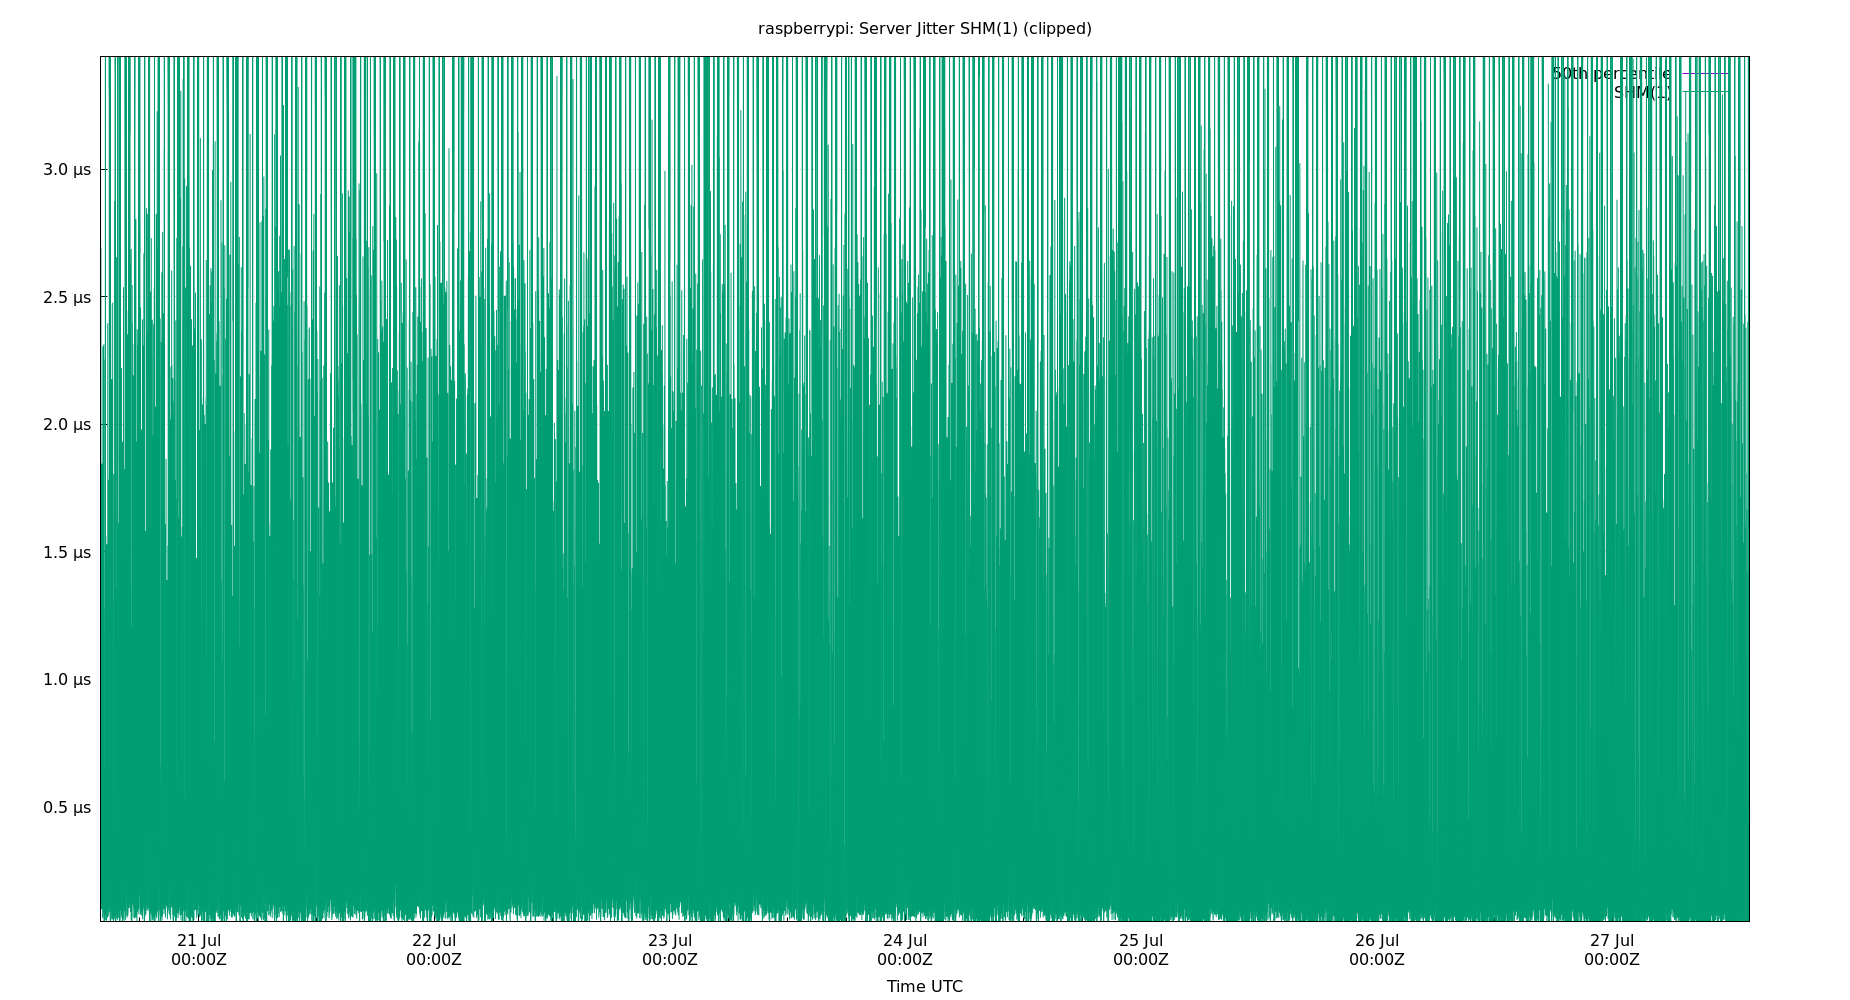 raspberrypi: Server Jitter SHM(1) (clipped)
50th percentile
SHM(1)
3.0 µs
2.5 µs
2.0 µs
1.5 µs
1.0 µs
0.5 µs
21 Jul 22 Jul 23 Jul 24 Jul 25 Jul 26 Jul 27 Jul
00:00Z 00:00Z 00:00Z 00:00Z 00:00Z 00:00Z 00:00Z
Time UTC